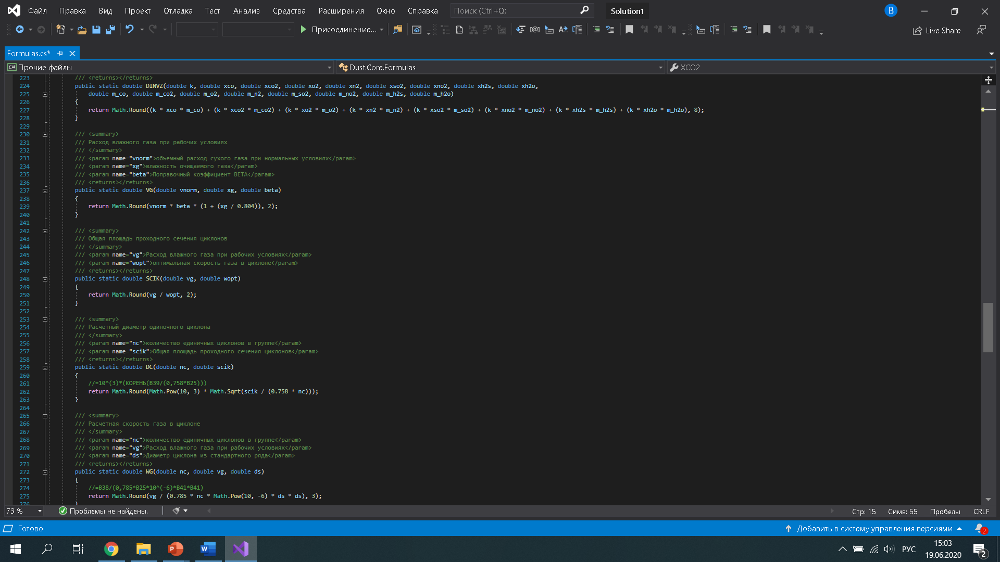 Файл Правка Вид Проект Отладка Тест Анализ Средства Расширения Окно Справка Поиск (Ctrl+Q) Solution1 B
Присоединение... Live Share
Formulas.cs*
C# Прочие файлы Dust.Core.Formulas XCO2
223 /// <returns></returns>
224 public static double DINVZ(double k, double xco, double xco2, double xo2, double xn2, double xso2, double xno2, double xh2s, double xh2o,
225 double m_co, double m_co2, double m_o2, double m_n2, double m_so2, double m_no2, double m_h2s, double m_h2o)
226 {
227 return Math.Round((k * xco * m_co) + (k * xco2 * m_co2) + (k * xo2 * m_o2) + (k * xn2 * m_n2) + (k * xso2 * m_so2) + (k * xno2 * m_no2) + (k * xh2s * m_h2s) + (k * xh2o * m_h2o), 8);
228 }
229
230 /// <summary>
231 /// Расход влажного газа при рабочих условиях
232 /// </summary>
233 /// <param name="vnorm">объемный расход сухого газа при нормальных условиях</param>
234 /// <param name="xg">влажность очищаемого газа</param>
235 /// <param name="beta">Поправочный коэффициент BETA</param>
236 /// <returns></returns>
237 public static double VG(double vnorm, double xg, double beta)
238 {
239 return Math.Round(vnorm * beta * (1 + (xg / 0.804)), 2);
240 }
241
242 /// <summary>
243 /// Общая площадь проходного сечения циклонов
244 /// </summary>
245 /// <param name="vg">Расход влажного газа при рабочих условиях</param>
246 /// <param name="wopt">оптимальная скорость газа в циклоне</param>
247 /// <returns></returns>
248 public static double SCIK(double vg, double wopt)
249 {
250 return Math.Round(vg / wopt, 2);
251 }
252
253 /// <summary>
254 /// Расчетный диаметр одиночного циклона
255 /// </summary>
256 /// <param name="nc">количество единичных циклонов в группе</param>
257 /// <param name="scik">Общая площадь проходного сечения циклонов</param>
258 /// <returns></returns>
259 public static double DC(double nc, double scik)
260 {
261 //=10^(3)*(КОРЕНЬ(B39/(0,758*B25)))
262 return Math.Round(Math.Pow(10, 3) * Math.Sqrt(scik / (0.758 * nc)));
263 }
264
265 /// <summary>
266 /// Расчетная скорость газа в циклоне
267 /// </summary>
268 /// <param name="nc">количество единичных циклонов в группе</param>
269 /// <param name="vg">Расход влажного газа при рабочих условиях</param>
270 /// <param name="ds">Диаметр циклона из стандартного ряда</param>
271 /// <returns></returns>
272 public static double WG(double nc, double vg, double ds)
273 {
274 //=B38/(0,785*B25*10^(-6)*B41*B41)
275 return Math.Round(vg / (0.785 * nc * Math.Pow(10, -6) * ds * ds), 3);
276 }
73 % Проблемы не найдены. Стр: 15 Симв: 55 Пробелы CRLF
Готово Добавить в систему управления версиями 2
РУС 15:03
19.06.2020 2